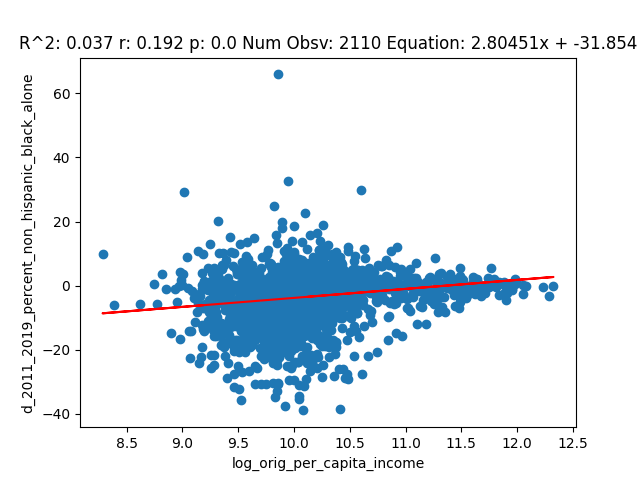 R^2: 0.037 r: 0.192 p: 0.0 Num Obsv: 2110 Equation: 2.80451x + -31.854
d_2011_2019_percent_non_hispanic_black_alone
60
40
20
0
−20
−40
8.5 9.0 9.5 10.0 10.5 11.0 11.5 12.0 12.5
log_orig_per_capita_income